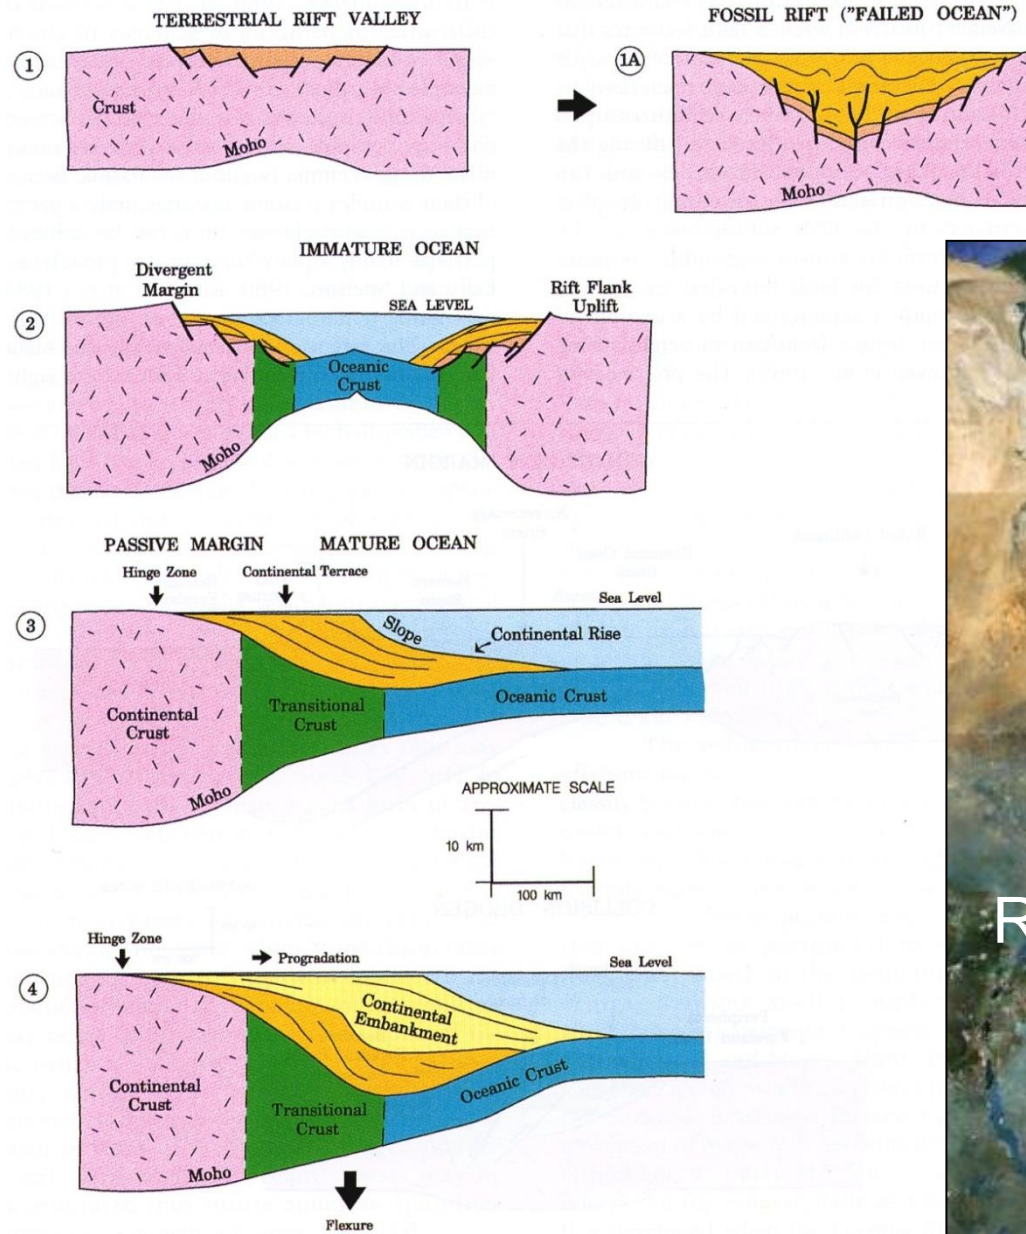 TERRESTRIAL RIFT VALLEY
1
Crust
Moho
FOSSIL RIFT ("FAILED OCEAN")
1A
Moho
IMMATURE OCEAN
Divergent
Margin
SEA LEVEL
Rift Flank
Uplift
2
Oceanic
Crust
Moho
PASSIVE MARGIN
MATURE OCEAN
Hinge Zone
Continental Terrace
Sea Level
3
Slope
Continental Rise
Continental
Crust
Transitional
Crust
Oceanic Crust
Moho
APPROXIMATE SCALE
10 km
100 km
Hinge Zone
Progradation
Sea Level
4
Continental
Embankment
Oceanic Crust
Continental
Crust
Transitional
Crust
Moho
Flexure
R